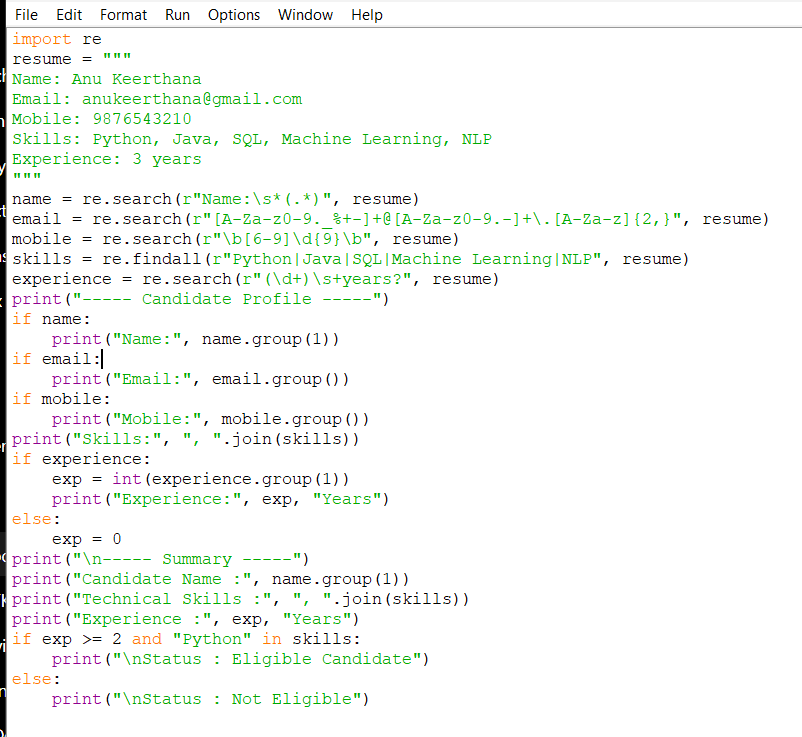 File Edit Format Run Options Window Help
import re
resume = """
Name: Anu Keerthana
Email: anukeerthana@gmail.com
Mobile: 9876543210
Skills: Python, Java, SQL, Machine Learning, NLP
Experience: 3 years
"""
name = re.search(r"Name:\s*(.*)", resume)
email = re.search(r"[A-Za-z0-9._%+-]+@[A-Za-z0-9.-]+\.[A-Za-z]{2,}", resume)
mobile = re.search(r"\b[6-9]\d{9}\b", resume)
skills = re.findall(r"Python|Java|SQL|Machine Learning|NLP", resume)
experience = re.search(r"(\d+)\s+years?", resume)
print("----- Candidate Profile -----")
if name:
    print("Name:", name.group(1))
if email:
    print("Email:", email.group())
if mobile:
    print("Mobile:", mobile.group())
print("Skills:", ", ".join(skills))
if experience:
    exp = int(experience.group(1))
    print("Experience:", exp, "Years")
else:
    exp = 0
print("\n----- Summary -----")
print("Candidate Name :", name.group(1))
print("Technical Skills :", ", ".join(skills))
print("Experience :", exp, "Years")
if exp >= 2 and "Python" in skills:
    print("\nStatus : Eligible Candidate")
else:
    print("\nStatus : Not Eligible")